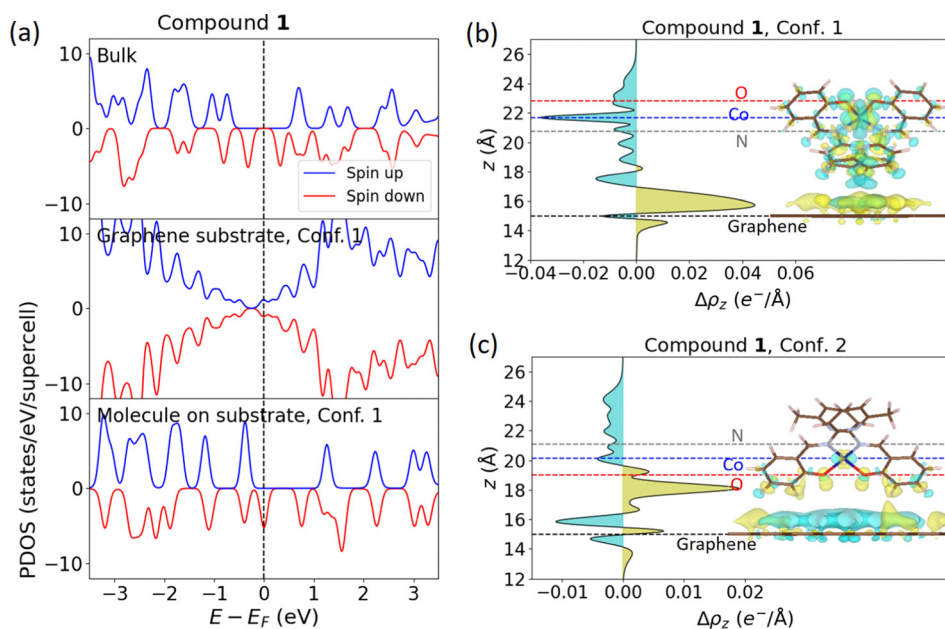 (a)
Compound 1
PDOS (states/eV/supercell)
10
Bulk
0
Spin up
Spin down
−10
10
Graphene substrate, Conf. 1
0
−10
10
Molecule on substrate, Conf. 1
0
−10
−3 −2 −1 0 1 2 3
E − E_F (eV)
(b)
Compound 1, Conf. 1
z (Å)
26
24
22
20
18
16
14
12
O
Co
N
Graphene
−0.04 −0.02 0.00 0.02 0.04 0.06
Δρ_z (e⁻/Å)
(c)
Compound 1, Conf. 2
z (Å)
26
24
22
20
18
16
14
12
N
Co
O
Graphene
−0.01 0.00 0.01 0.02
Δρ_z (e⁻/Å)